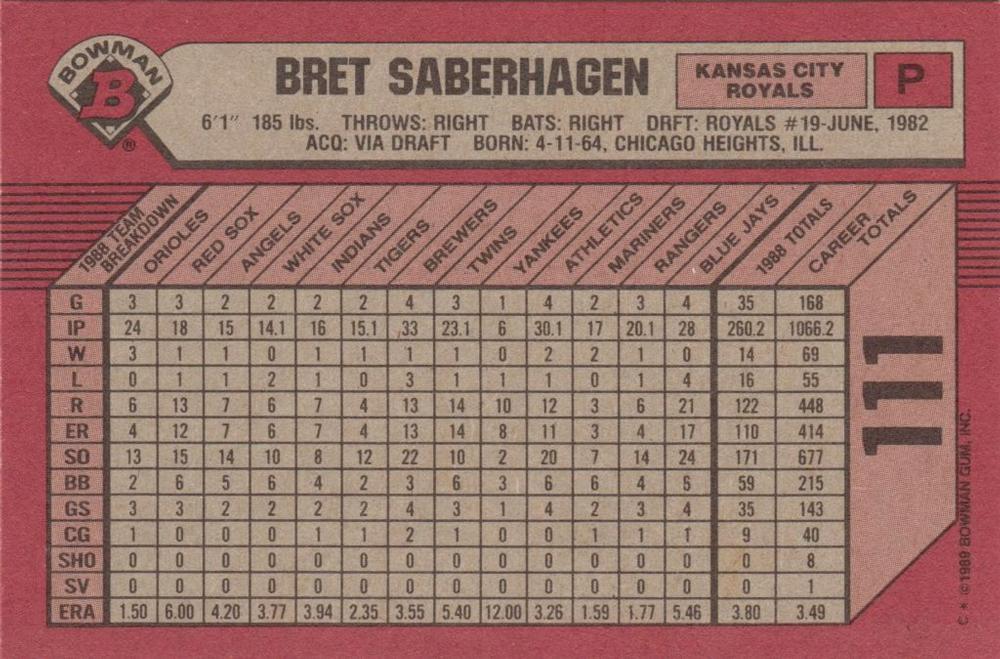 BOWMAN
B
®
BRET SABERHAGEN
KANSAS CITY
ROYALS
P
6'1" 185 lbs. THROWS: RIGHT BATS: RIGHT DRFT: ROYALS #19-JUNE, 1982
ACQ: VIA DRAFT BORN: 4-11-64, CHICAGO HEIGHTS, ILL.
1988 TEAM BREAKDOWN ORIOLES RED SOX ANGELS WHITE SOX INDIANS TIGERS BREWERS TWINS YANKEES ATHLETICS MARINERS RANGERS BLUE JAYS 1988 TOTALS CAREER TOTALS
G 3 3 2 2 2 2 4 3 1 4 2 3 4 35 168
IP 24 18 15 14.1 16 15.1 33 23.1 6 30.1 17 20.1 28 260.2 1066.2
W 3 1 1 0 1 1 1 1 0 2 2 1 0 14 69
L 0 1 1 2 1 0 3 1 1 1 0 1 4 16 55
R 6 13 7 6 7 4 13 14 10 12 3 6 21 122 448
ER 4 12 7 6 7 4 13 14 8 11 3 4 17 110 414
SO 13 15 14 10 8 12 22 10 2 20 7 14 24 171 677
BB 2 6 5 6 4 2 3 6 3 6 6 4 6 59 215
GS 3 3 2 2 2 2 4 3 1 4 2 3 4 35 143
CG 1 0 0 0 1 1 2 1 0 0 1 1 1 9 40
SHO 0 0 0 0 0 0 0 0 0 0 0 0 0 0 8
SV 0 0 0 0 0 0 0 0 0 0 0 0 0 0 1
ERA 1.50 6.00 4.20 3.77 3.94 2.35 3.55 5.40 12.00 3.26 1.59 1.77 5.46 3.80 3.49
111
C * © 1989 BOWMAN GUM, INC.